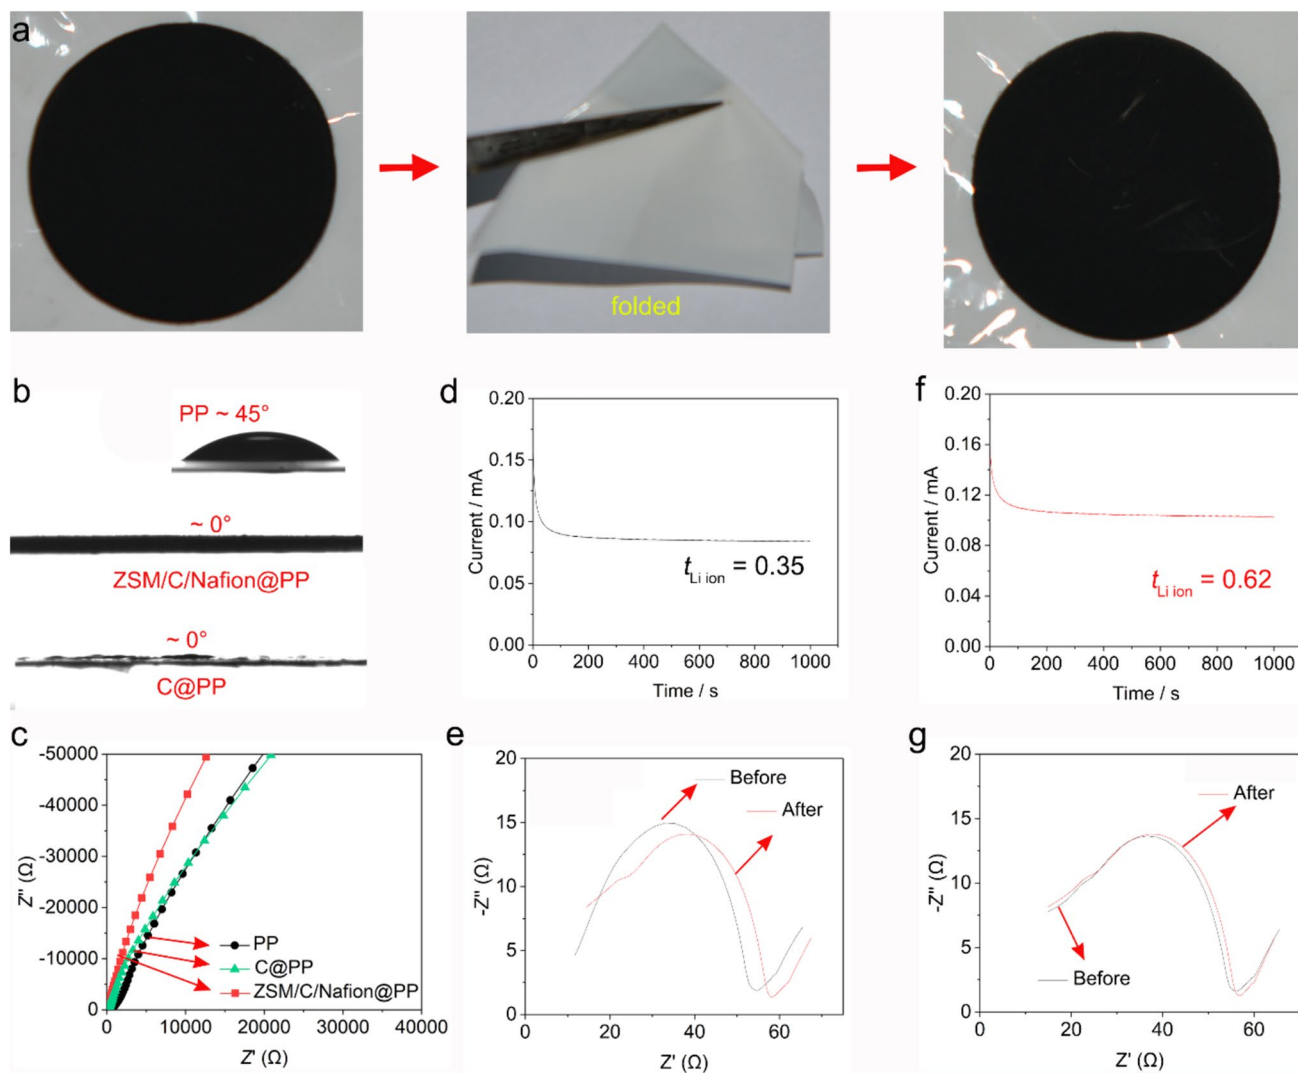 a
folded
b
PP ~ 45°
~ 0°
ZSM/C/Nafion@PP
~ 0°
C@PP
d
0.20
0.15
0.10
0.05
0.00
Current / mA
t Li ion = 0.35
0 200 400 600 800 1000
Time / s
f
0.20
0.16
0.12
0.08
0.04
0.00
Current / mA
t Li ion = 0.62
0 200 400 600 800 1000
Time / s
c
-50000
-40000
-30000
-20000
-10000
0
Z" (Ω)
PP
C@PP
ZSM/C/Nafion@PP
0 10000 20000 30000 40000
Z' (Ω)
e
20
15
10
5
0
-Z" (Ω)
Before
After
0 20 40 60
Z' (Ω)
g
20
15
10
5
0
-Z" (Ω)
After
Before
0 20 40 60
Z' (Ω)